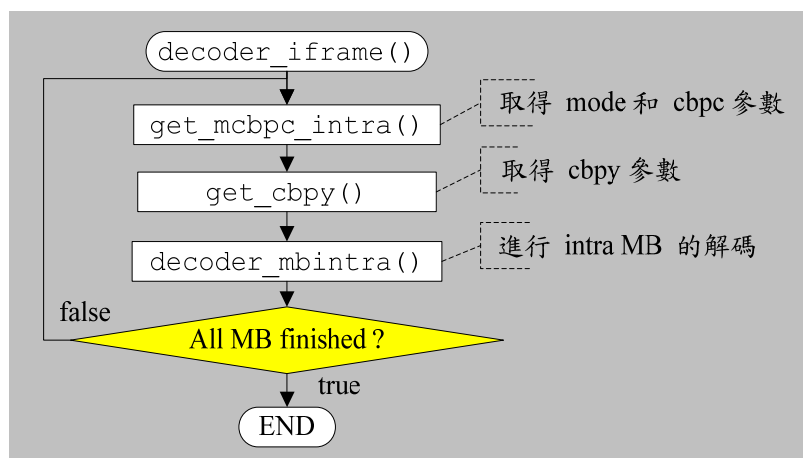 decoder_iframe()
get_mcbpc_intra()
取得 mode 和 cbpc 參數
get_cbpy()
取得 cbpy 參數
decoder_mbintra()
進行 intra MB 的解碼
false
All MB finished ?
true
END